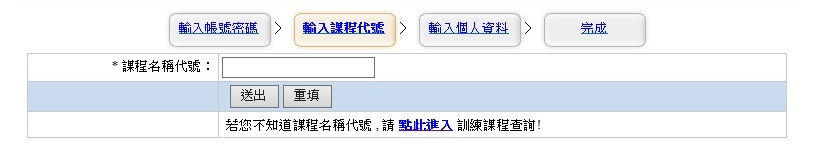 輸入帳號密碼 > 輸入課程代號 > 輸入個人資料 > 完成
* 課程名稱代號：
送出 重填
若您不知道課程名稱代號 , 請 點此進入 訓練課程查詢!